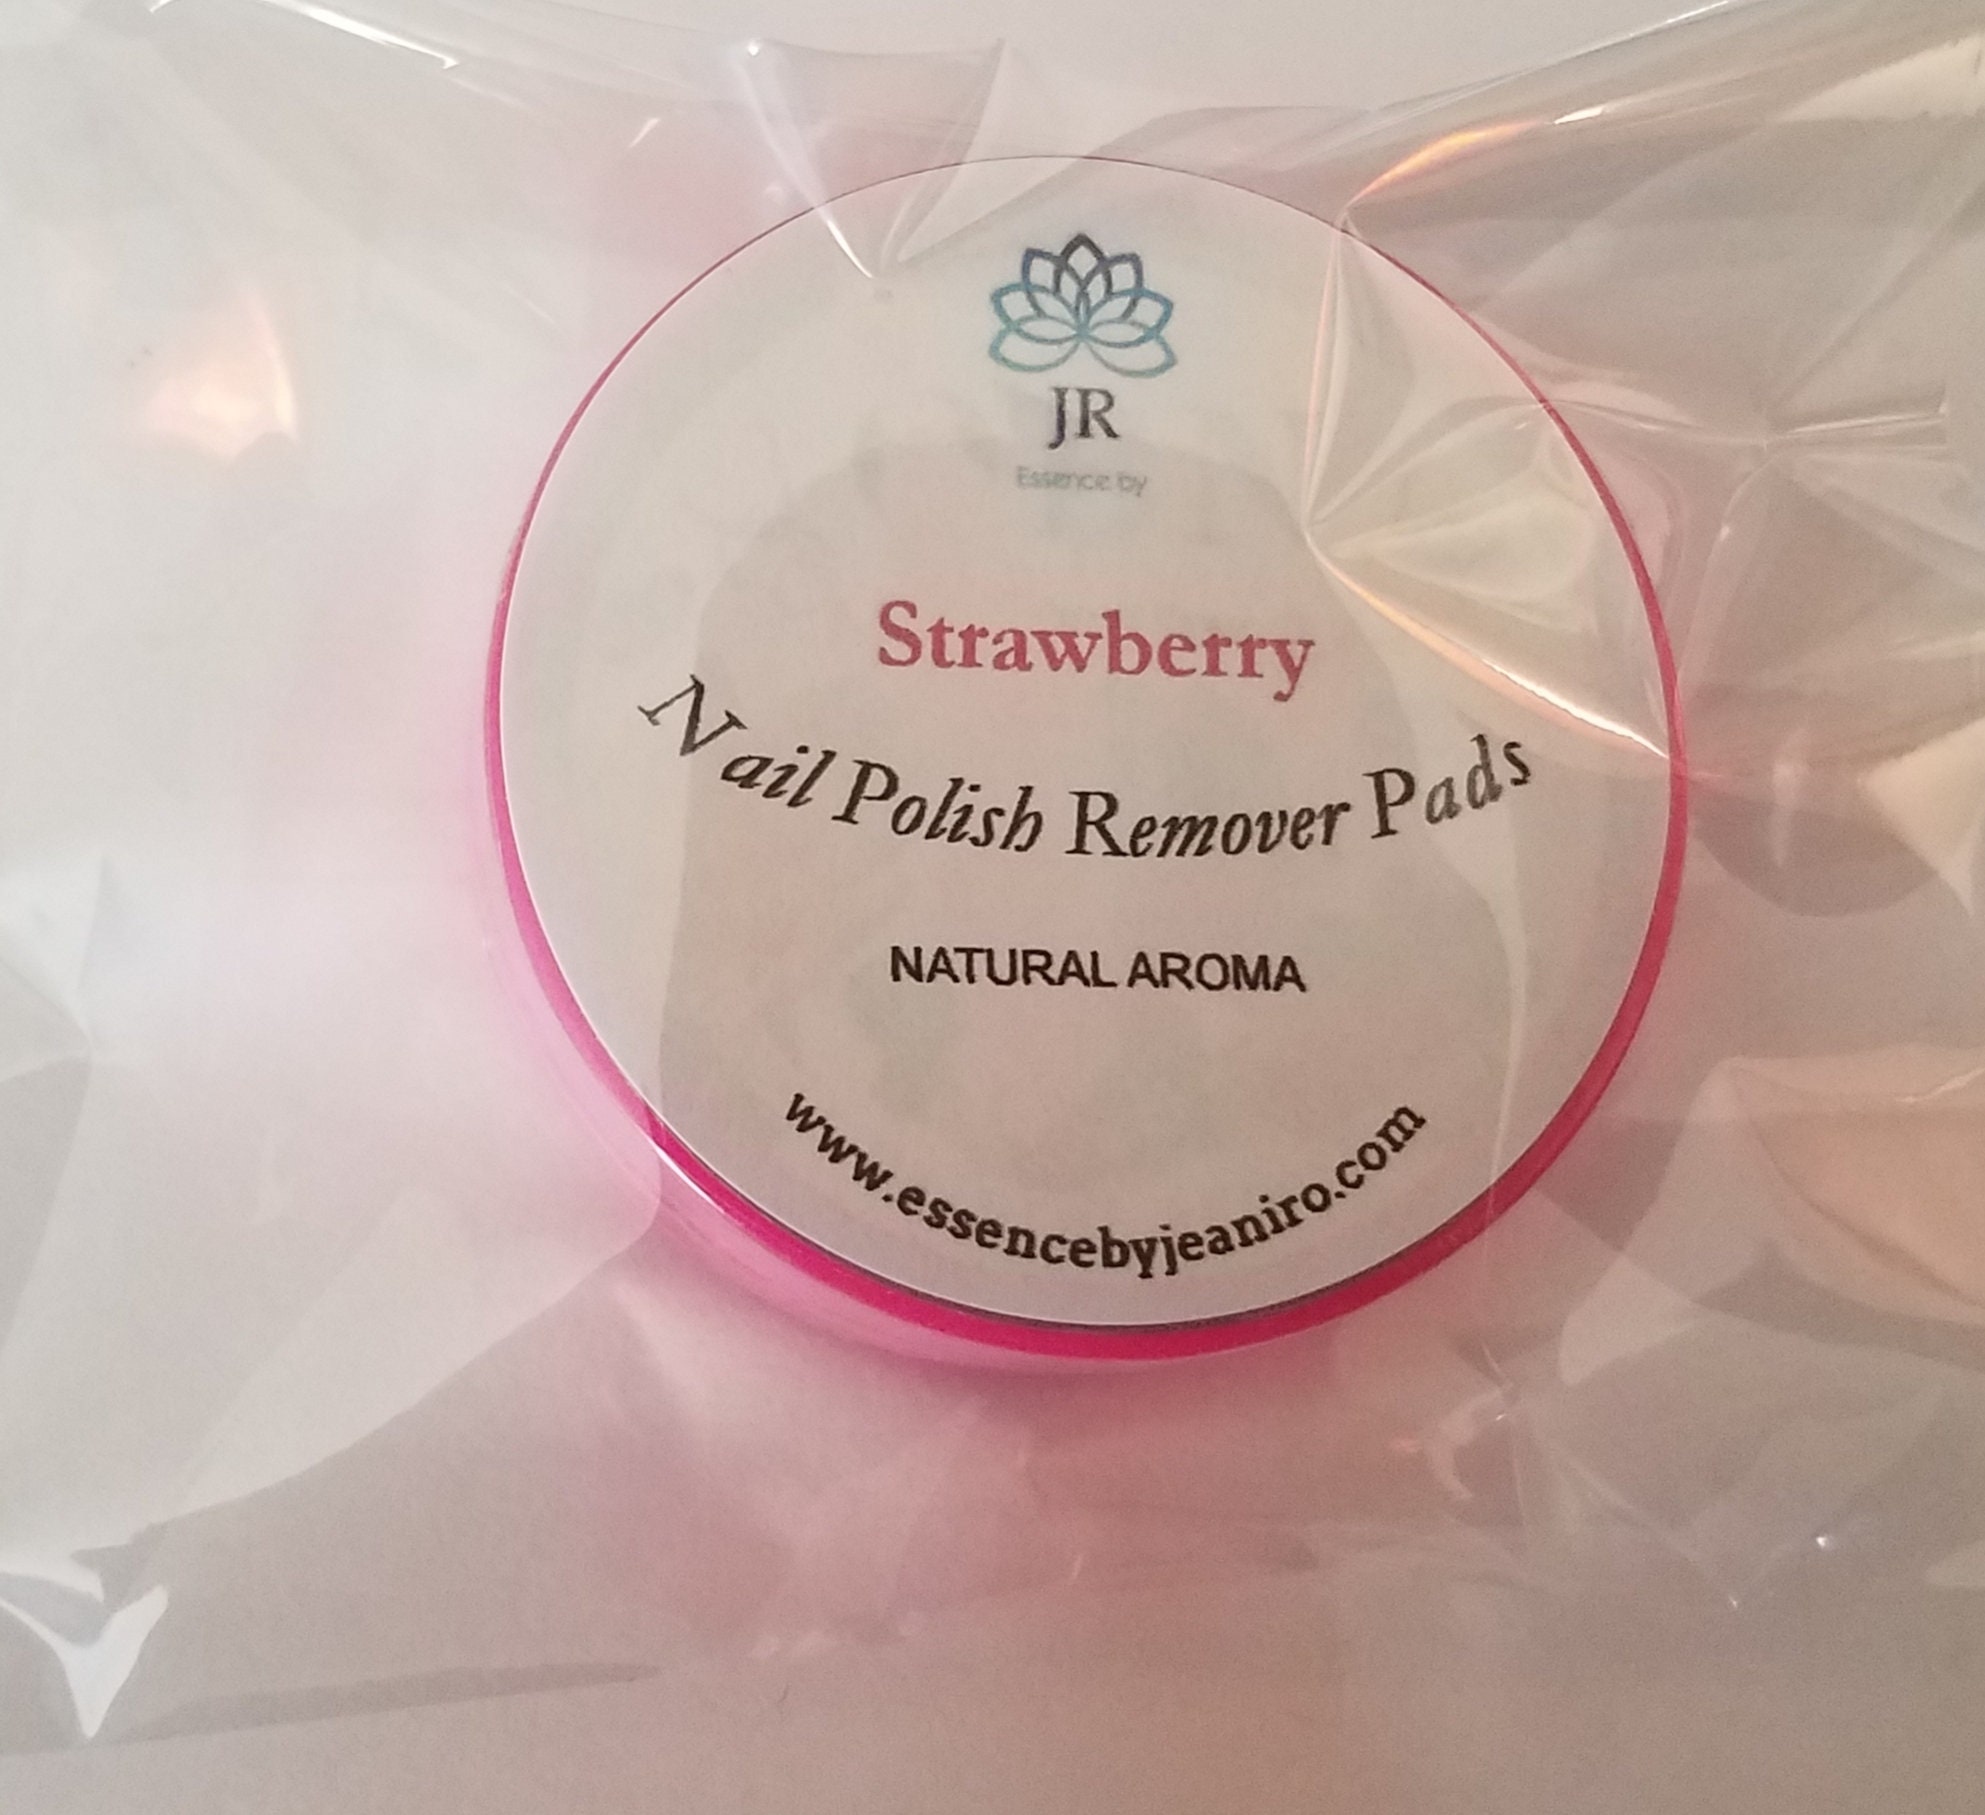 JR
Essence by
Strawberry
Nail Polish Remover Pads
NATURAL AROMA
www.essencebyjeaniro.com